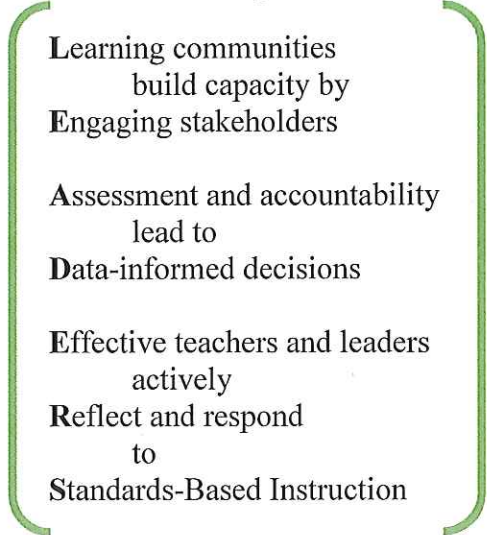 Learning communities
build capacity by
Engaging stakeholders
Assessment and accountability
lead to
Data-informed decisions
Effective teachers and leaders
actively
Reflect and respond
to
Standards-Based Instruction